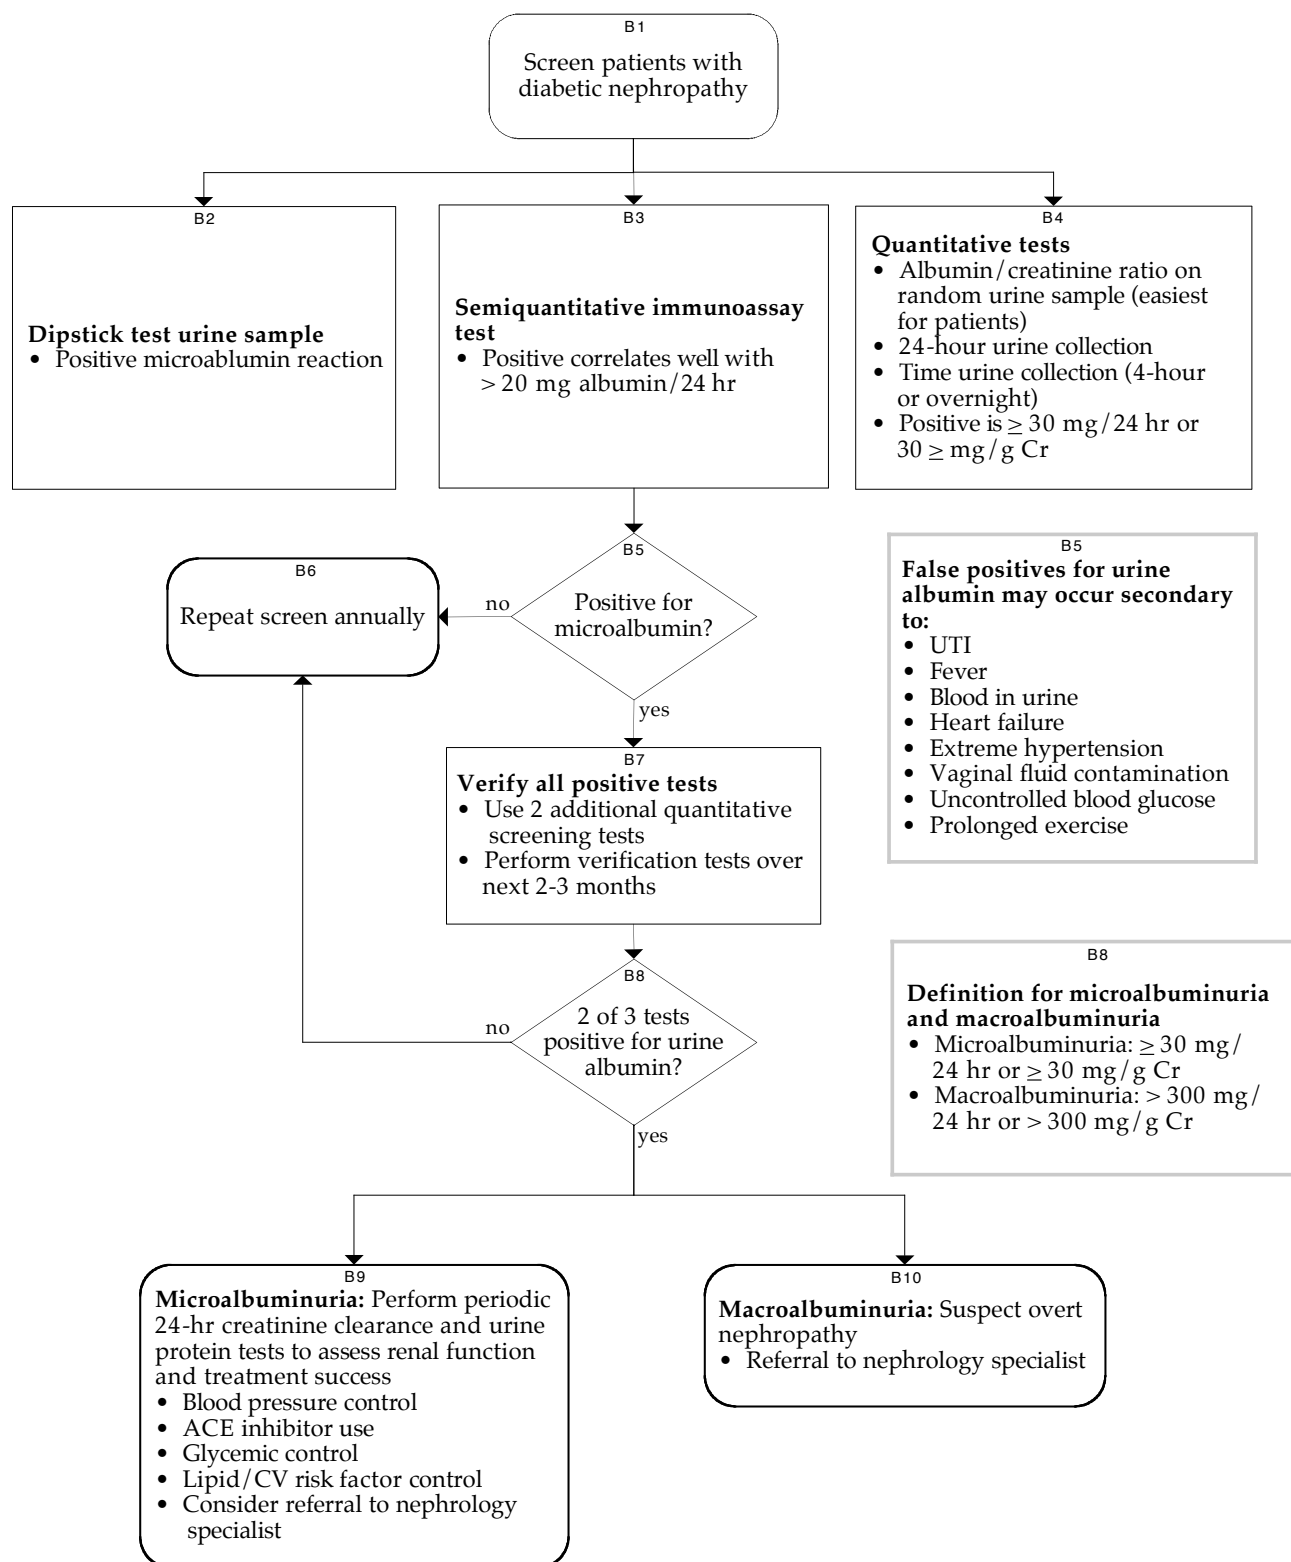 B1
Screen patients with
diabetic nephropathy
B2
Dipstick test urine sample
• Positive microablumin reaction
B3
Semiquantitative immunoassay
test
• Positive correlates well with
> 20 mg albumin/24 hr
B4
Quantitative tests
• Albumin/creatinine ratio on
random urine sample (easiest
for patients)
• 24-hour urine collection
• Time urine collection (4-hour
or overnight)
• Positive is ≥ 30 mg/24 hr or
30 ≥ mg/g Cr
B5
Positive for
microalbumin?
no
yes
B6
Repeat screen annually
B5
False positives for urine
albumin may occur secondary
to:
• UTI
• Fever
• Blood in urine
• Heart failure
• Extreme hypertension
• Vaginal fluid contamination
• Uncontrolled blood glucose
• Prolonged exercise
B7
Verify all positive tests
• Use 2 additional quantitative
screening tests
• Perform verification tests over
next 2-3 months
B8
2 of 3 tests
positive for urine
albumin?
no
yes
B8
Definition for microalbuminuria
and macroalbuminuria
• Microalbuminuria: ≥ 30 mg/
24 hr or ≥ 30 mg/g Cr
• Macroalbuminuria: > 300 mg/
24 hr or > 300 mg/g Cr
B9
Microalbuminuria: Perform periodic
24-hr creatinine clearance and urine
protein tests to assess renal function
and treatment success
• Blood pressure control
• ACE inhibitor use
• Glycemic control
• Lipid/CV risk factor control
• Consider referral to nephrology
specialist
B10
Macroalbuminuria: Suspect overt
nephropathy
• Referral to nephrology specialist